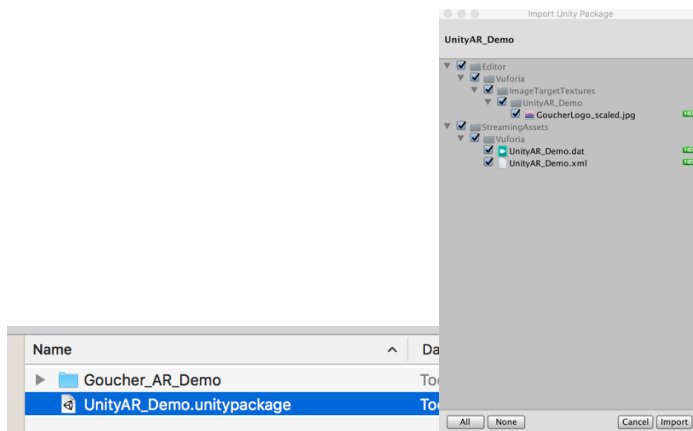 Import Unity Package
UnityAR_Demo
Editor
Vuforia
ImageTargetTextures
UnityAR_Demo
GoucherLogo_scaled.jpg
StreamingAssets
Vuforia
UnityAR_Demo.dat
UnityAR_Demo.xml
All None Cancel Import
Name Da
Goucher_AR_Demo To
UnityAR_Demo.unitypackage To